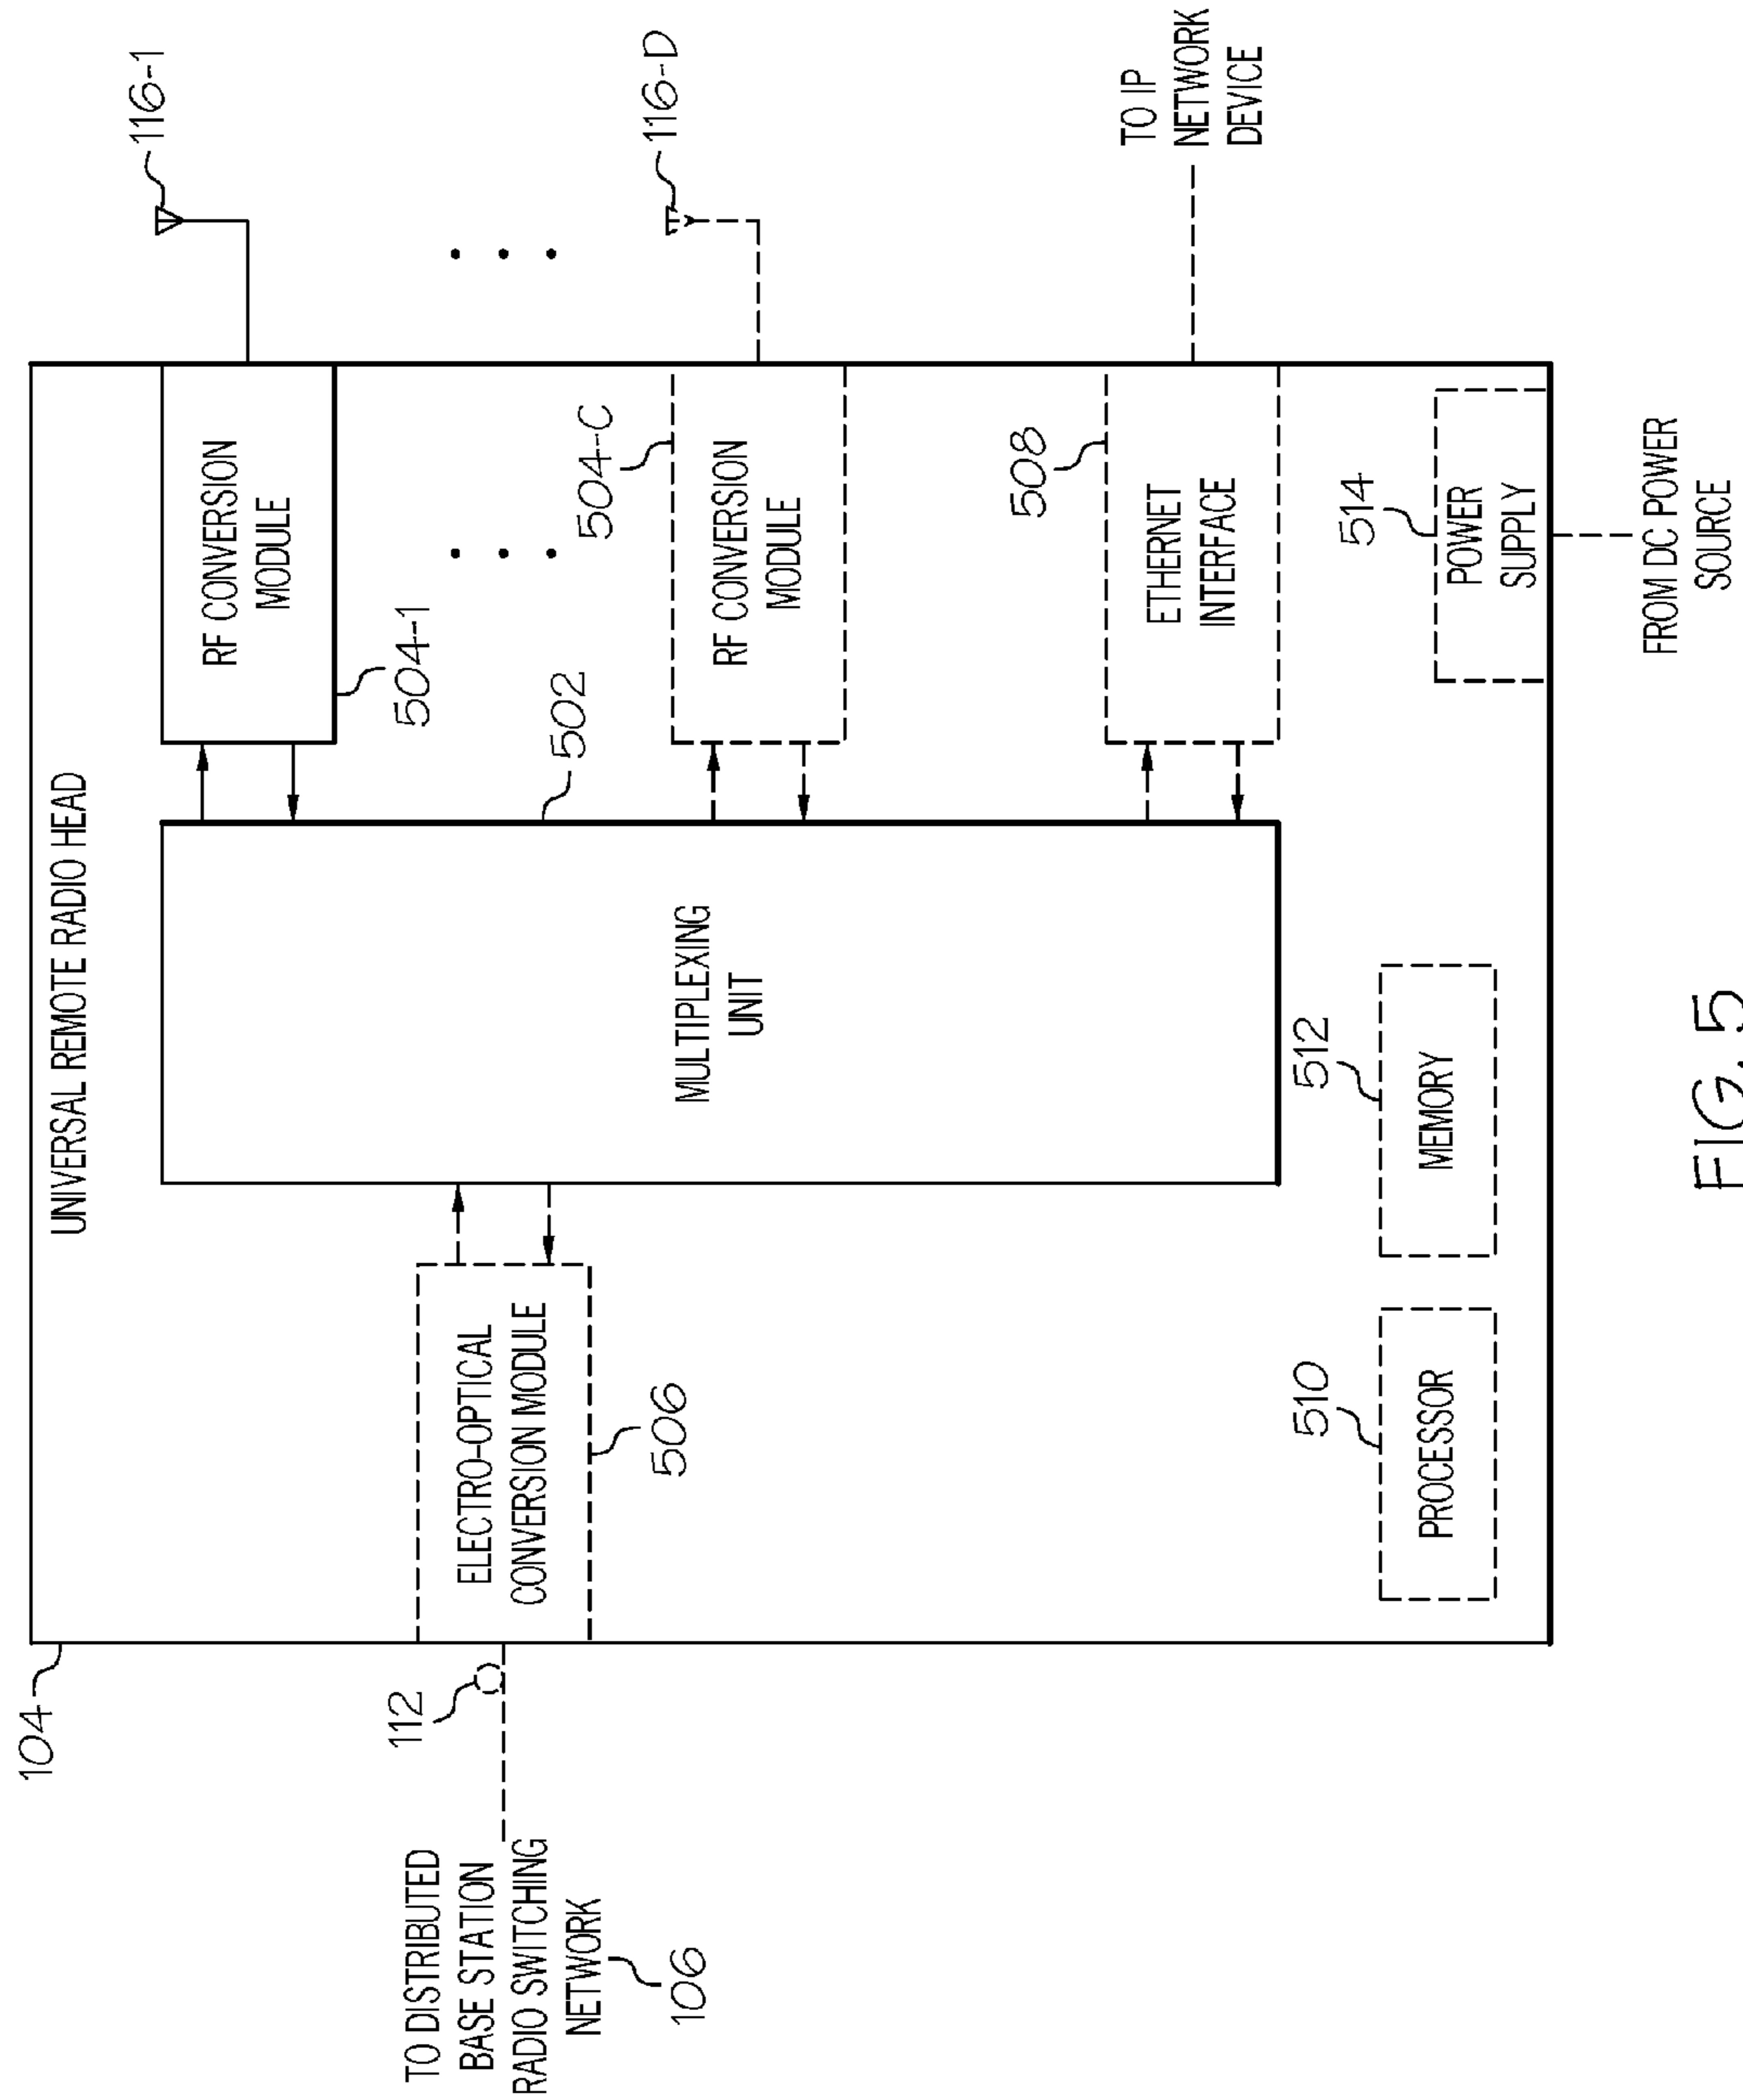 104
UNIVERSAL REMOTE RADIO HEAD
116-1
RF CONVERSION
MODULE
504-1
TO DISTRIBUTED
BASE STATION
RADIO SWITCHING
NETWORK
106
112
ELECTRO-OPTICAL
CONVERSION MODULE
506
MULTIPLEXING
UNIT
502
504-C
RF CONVERSION
MODULE
116-D
508
ETHERNET
INTERFACE
TO IP
NETWORK
DEVICE
510
PROCESSOR
512
MEMORY
514
POWER
SUPPLY
FROM DC POWER
SOURCE
FIG. 5